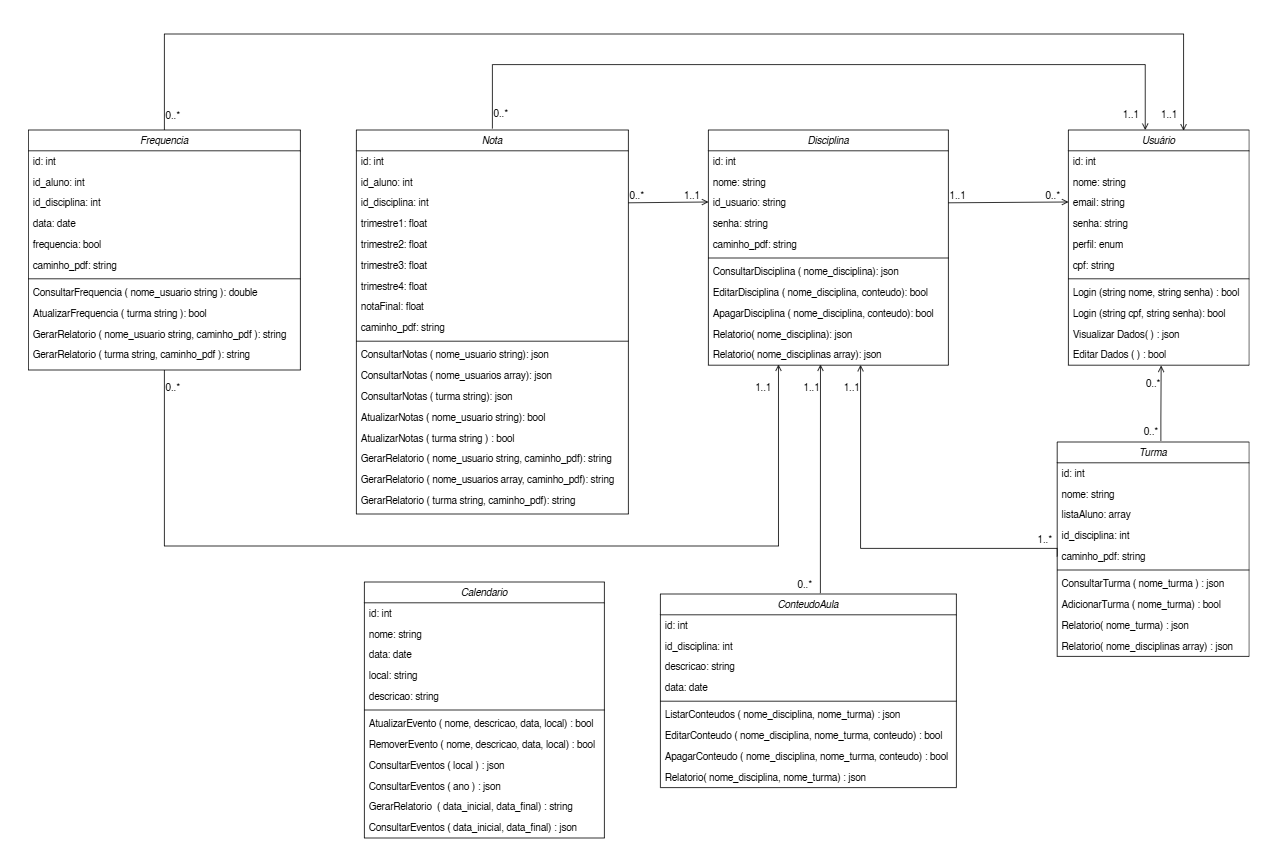 0..*
0..*
1..1
1..1
Frequencia
id: int
id_aluno: int
id_disciplina: int
data: date
frequencia: bool
caminho_pdf: string
ConsultarFrequencia ( nome_usuario string ): double
AtualizarFrequencia ( turma string ): bool
GerarRelatorio ( nome_usuario string, caminho_pdf ): string
GerarRelatorio ( turma string, caminho_pdf ): string
0..*
Nota
id: int
id_aluno: int
id_disciplina: int
trimestre1: float
trimestre2: float
trimestre3: float
trimestre4: float
notaFinal: float
caminho_pdf: string
ConsultarNotas ( nome_usuario string): json
ConsultarNotas ( nome_usuarios array): json
ConsultarNotas ( turma string): json
AtualizarNotas ( nome_usuario string): bool
AtualizarNotas ( turma string ) : bool
GerarRelatorio ( nome_usuario string, caminho_pdf): string
GerarRelatorio ( nome_usuarios array, caminho_pdf): string
GerarRelatorio ( turma string, caminho_pdf): string
0..*
1..1
Disciplina
id: int
nome: string
id_usuario: string
senha: string
caminho_pdf: string
ConsultarDisciplina ( nome_disciplina): json
EditarDisciplina ( nome_disciplina, conteudo): bool
ApagarDisciplina ( nome_disciplina, conteudo): bool
Relatorio( nome_disciplina): json
Relatorio( nome_disciplinas array): json
1..1
1..1
1..1
1..1
0..*
Usuário
id: int
nome: string
email: string
senha: string
perfil: enum
cpf: string
Login (string nome, string senha) : bool
Login (string cpf, string senha): bool
Visualizar Dados( ) : json
Editar Dados ( ) : bool
0..*
0..*
Turma
id: int
nome: string
listaAluno: array
id_disciplina: int
caminho_pdf: string
ConsultarTurma ( nome_turma ) : json
AdicionarTurma ( nome_turma) : bool
Relatorio( nome_turma) : json
Relatorio( nome_disciplinas array) : json
1..*
Calendario
id: int
nome: string
data: date
local: string
descricao: string
AtualizarEvento ( nome, descricao, data, local) : bool
RemoverEvento ( nome, descricao, data, local) : bool
ConsultarEventos ( local ) : json
ConsultarEventos ( ano ) : json
GerarRelatorio ( data_inicial, data_final) : string
ConsultarEventos ( data_inicial, data_final) : json
0..*
ConteudoAula
id: int
id_disciplina: int
descricao: string
data: date
ListarConteudos ( nome_disciplina, nome_turma) : json
EditarConteudo ( nome_disciplina, nome_turma, conteudo) : bool
ApagarConteudo ( nome_disciplina, nome_turma, conteudo) : bool
Relatorio( nome_disciplina, nome_turma) : json